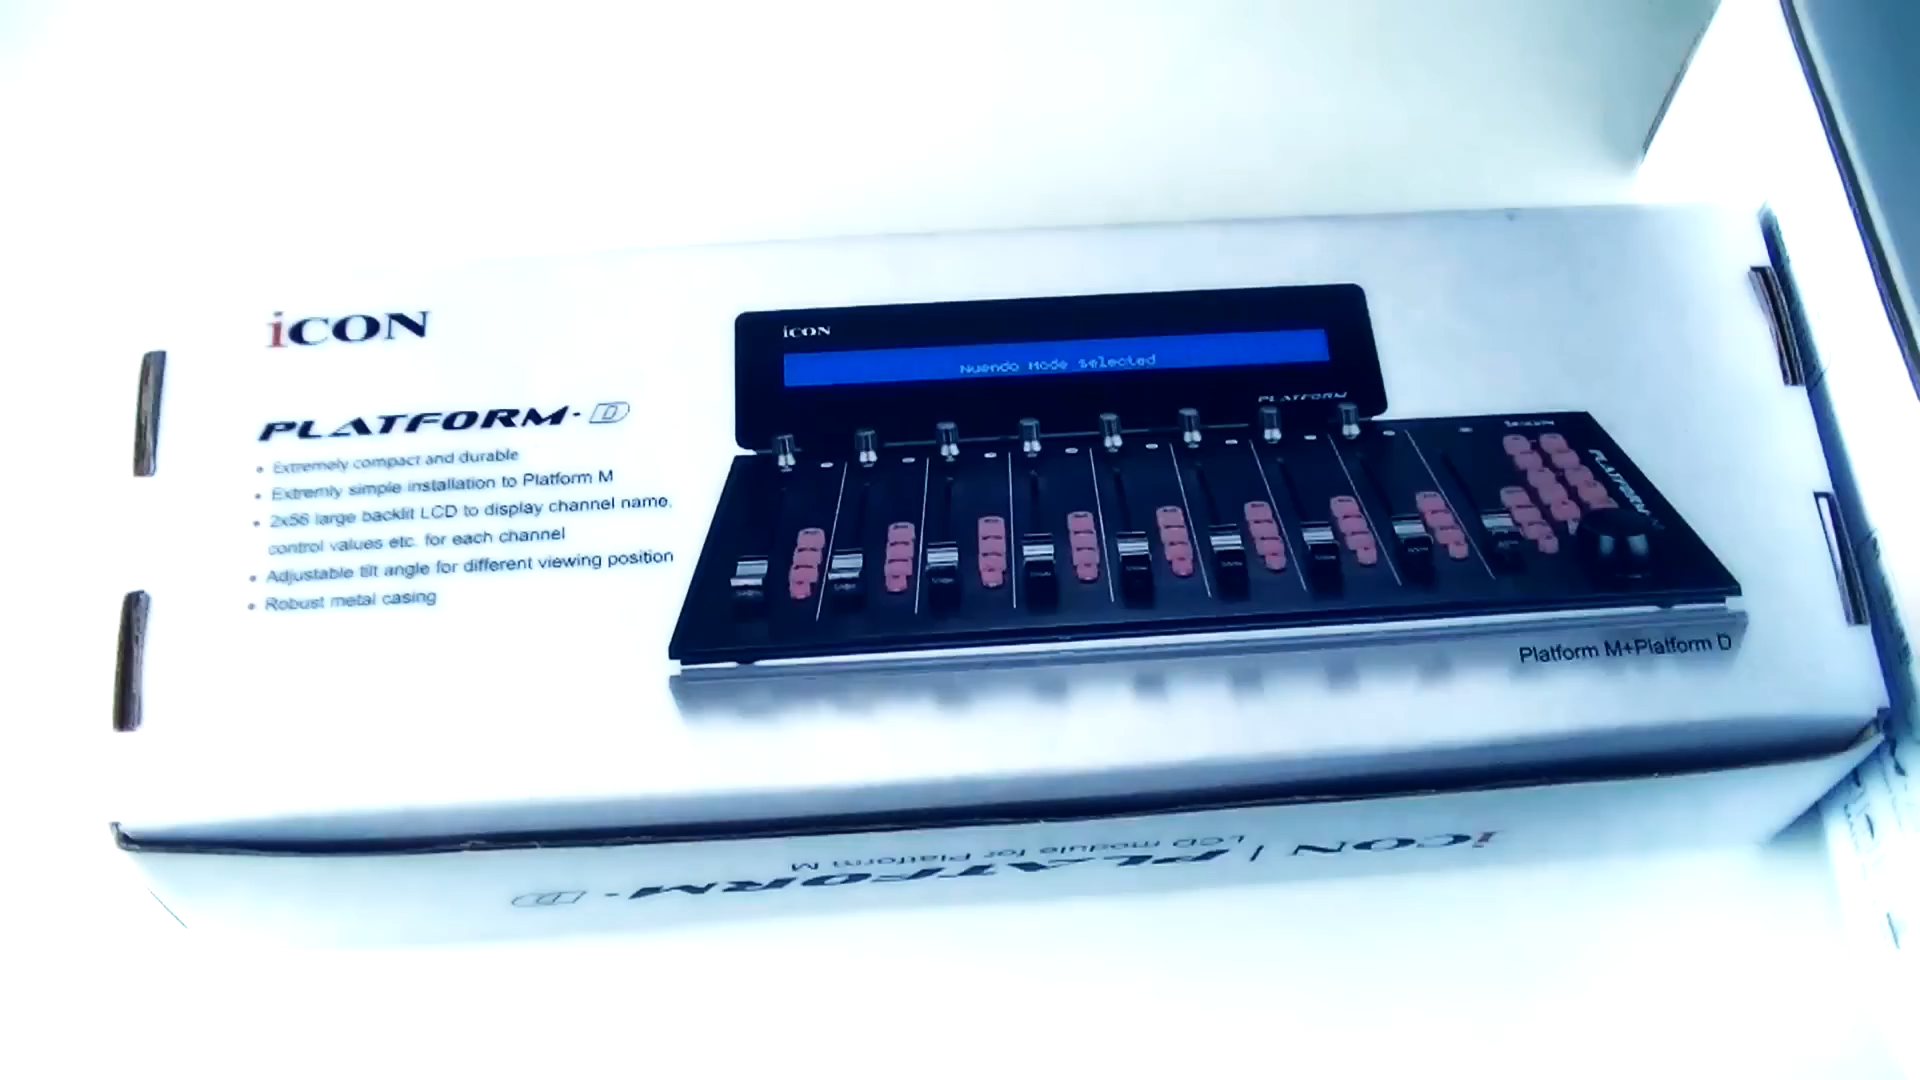 iCON
PLATFORM-D
• Extremely compact and durable
• Extremly simple installation to Platform M
• 2x56 large backlit LCD to display channel name,
control values etc. for each channel
• Adjustable tilt angle for different viewing position
• Robust metal casing
iCON
Nuendo Mode Selected
PLATFORM
PLATFORM
Platform M+Platform D
iCON | PLATFORM-D
LCD module for Platform M